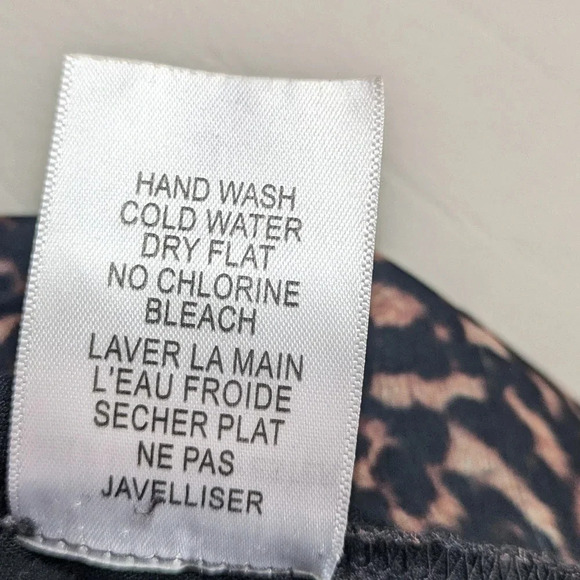 HAND WASH
COLD WATER
DRY FLAT
NO CHLORINE
BLEACH
LAVER LA MAIN
L'EAU FROIDE
SECHER PLAT
NE PAS
JAVELLISER